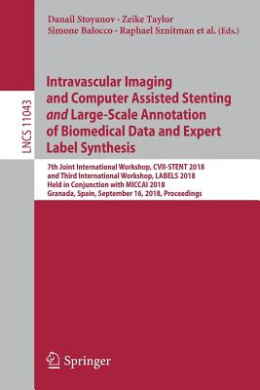 Danail Stoyanov · Zeike Taylor
Simone Balocco · Raphael Sznitman et al. (Eds.)
LNCS 11043
Intravascular Imaging
and Computer Assisted Stenting
and Large-Scale Annotation
of Biomedical Data and Expert
Label Synthesis
7th Joint International Workshop, CVII-STENT 2018
and Third International Workshop, LABELS 2018
Held in Conjunction with MICCAI 2018
Granada, Spain, September 16, 2018, Proceedings
Springer